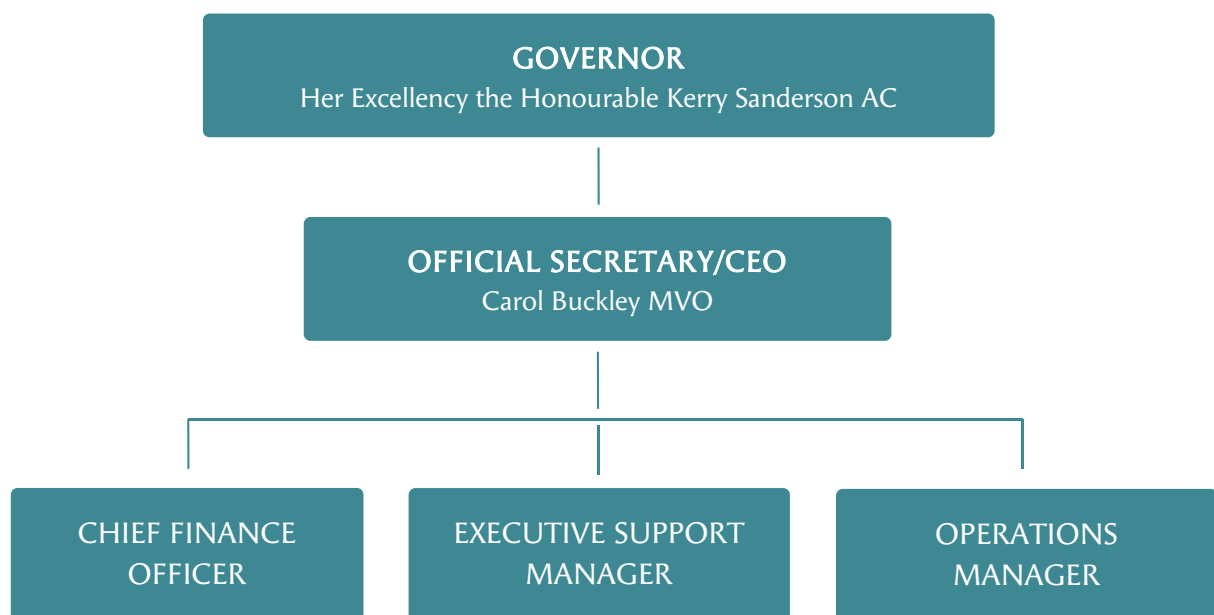 GOVERNOR
Her Excellency the Honourable Kerry Sanderson AC
OFFICIAL SECRETARY/CEO
Carol Buckley MVO
CHIEF FINANCE
OFFICER
EXECUTIVE SUPPORT
MANAGER
OPERATIONS
MANAGER